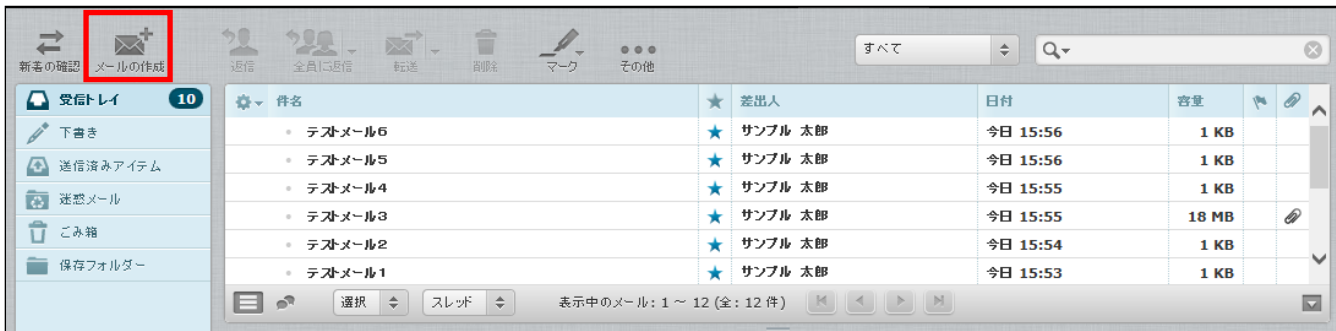 新着の確認 メールの作成 返信 全員に返信 転送 削除 マーク その他 すべて
受信トレイ 10
下書き
送信済みアイテム
迷惑メール
ごみ箱
保存フォルダー
件名 差出人 日付 容量
テストメール6 サンプル 太郎 今日 15:56 1 KB
テストメール5 サンプル 太郎 今日 15:56 1 KB
テストメール4 サンプル 太郎 今日 15:55 1 KB
テストメール3 サンプル 太郎 今日 15:55 18 MB
テストメール2 サンプル 太郎 今日 15:54 1 KB
テストメール1 サンプル 太郎 今日 15:53 1 KB
選択 スレッド 表示中のメール: 1 ~ 12 (全: 12 件)